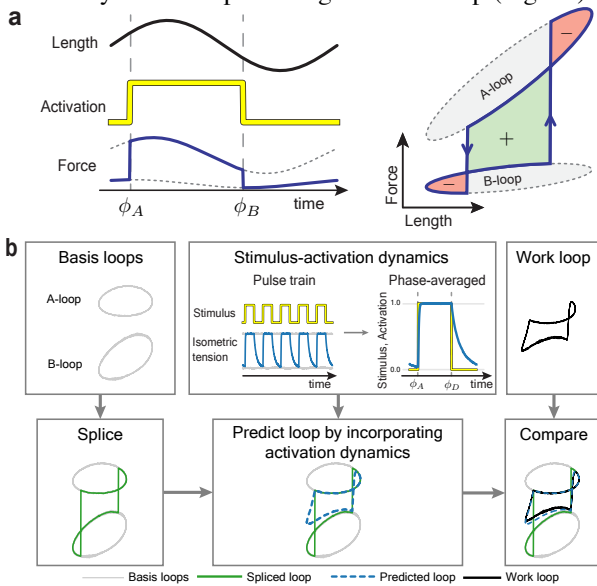 a
Length
Activation
Force
ϕA
ϕB
time
A-loop
−
+
B-loop
−
Force
Length
b
Basis loops
A-loop
B-loop
Stimulus-activation dynamics
Pulse train
Phase-averaged
Stimulus
Isometric
tension
time
Stimulus, Activation
1.0
0.0
ϕA
ϕD
time
Work loop
Splice
Predict loop by incorporating
activation dynamics
Compare
Basis loops
Spliced loop
Predicted loop
Work loop